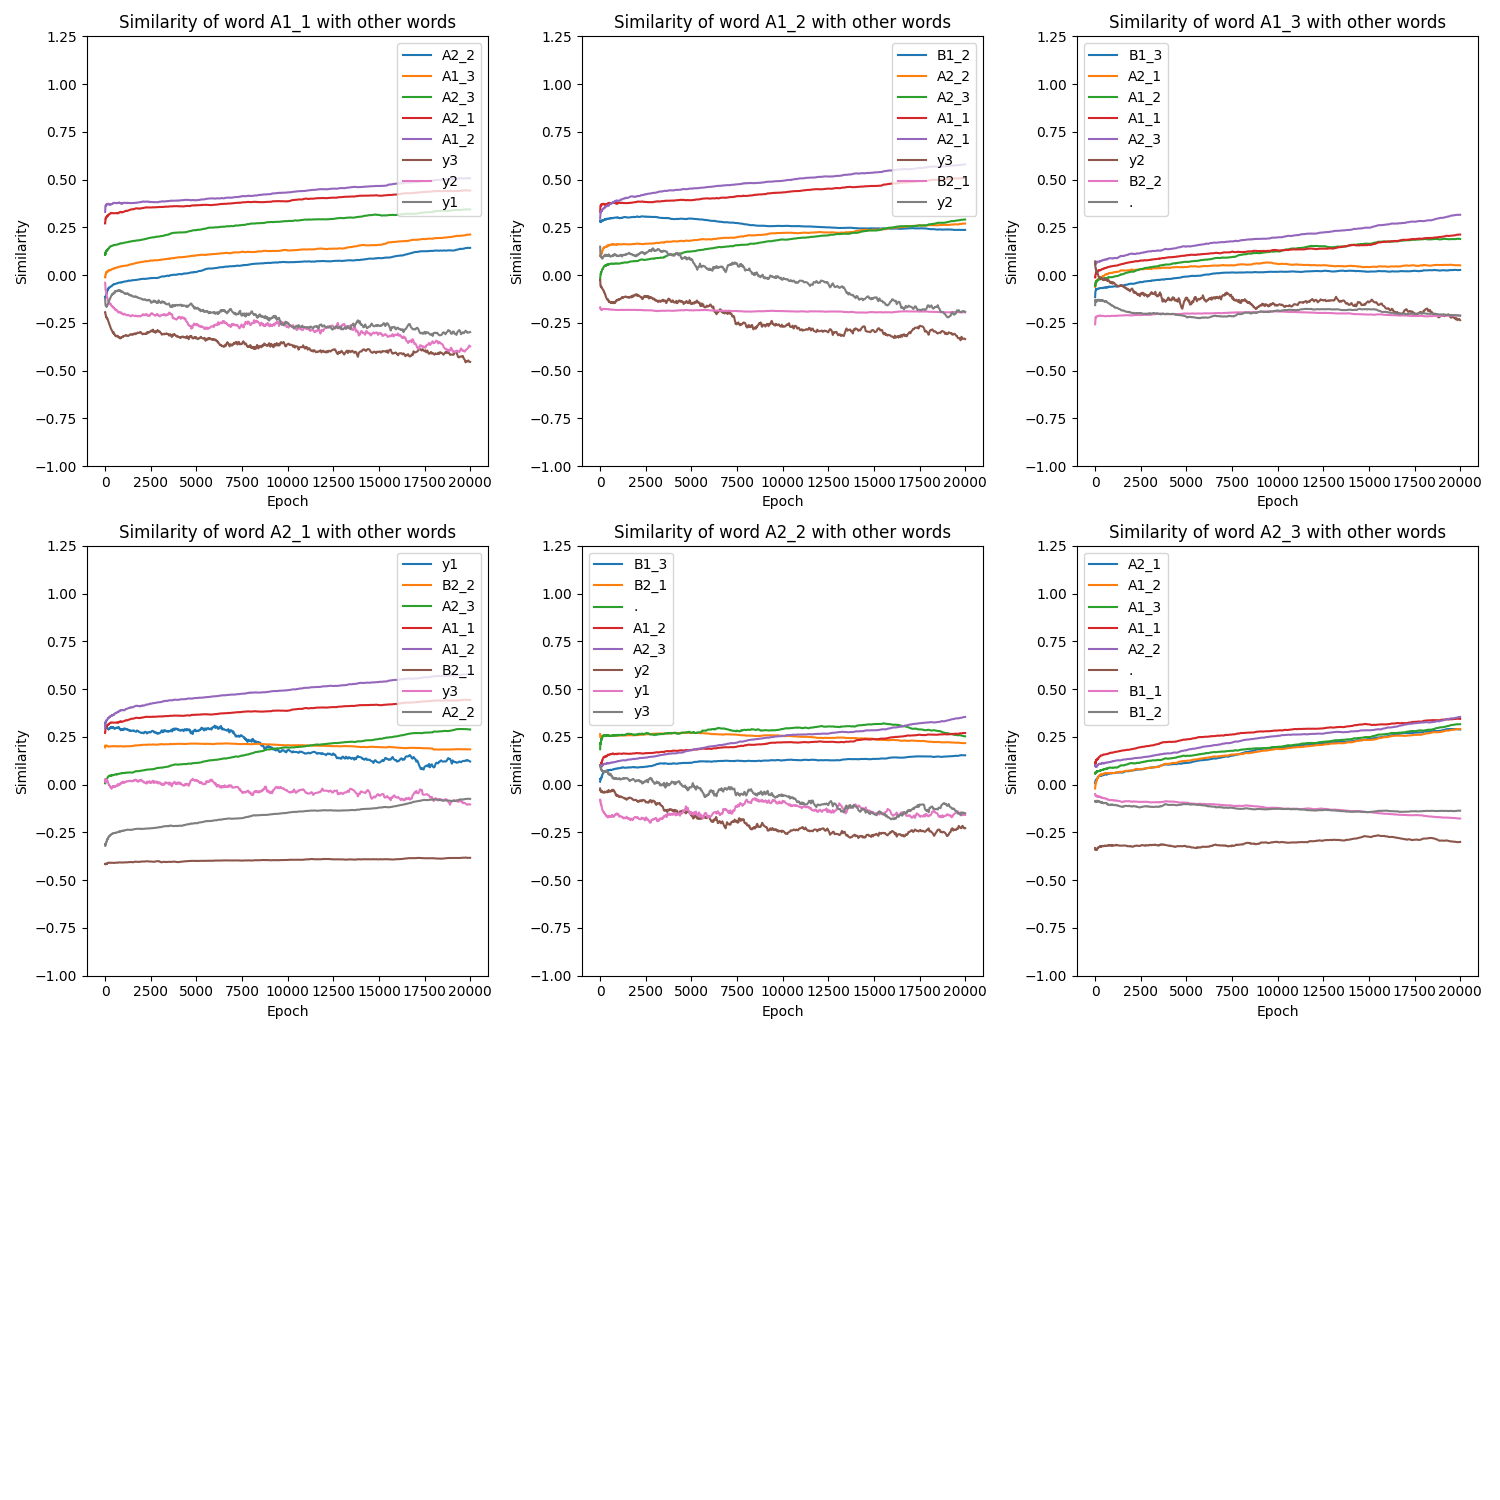 Similarity of word A1_1 with other words
1.25
1.00
0.75
0.50
0.25
0.00
−0.25
−0.50
−0.75
−1.00
Similarity
0 2500 5000 7500 10000 12500 15000 17500 20000
Epoch
A2_2
A1_3
A2_3
A2_1
A1_2
y3
y2
y1
Similarity of word A1_2 with other words
1.25
1.00
0.75
0.50
0.25
0.00
−0.25
−0.50
−0.75
−1.00
Similarity
0 2500 5000 7500 10000 12500 15000 17500 20000
Epoch
B1_2
A2_2
A2_3
A1_1
A2_1
y3
B2_1
y2
Similarity of word A1_3 with other words
1.25
1.00
0.75
0.50
0.25
0.00
−0.25
−0.50
−0.75
−1.00
Similarity
0 2500 5000 7500 10000 12500 15000 17500 20000
Epoch
B1_3
A2_1
A1_2
A1_1
A2_3
y2
B2_2
.
Similarity of word A2_1 with other words
1.25
1.00
0.75
0.50
0.25
0.00
−0.25
−0.50
−0.75
−1.00
Similarity
0 2500 5000 7500 10000 12500 15000 17500 20000
Epoch
y1
B2_2
A2_3
A1_1
A1_2
B2_1
y3
A2_2
Similarity of word A2_2 with other words
1.25
1.00
0.75
0.50
0.25
0.00
−0.25
−0.50
−0.75
−1.00
Similarity
0 2500 5000 7500 10000 12500 15000 17500 20000
Epoch
B1_3
B2_1
.
A1_2
A2_3
y2
y1
y3
Similarity of word A2_3 with other words
1.25
1.00
0.75
0.50
0.25
0.00
−0.25
−0.50
−0.75
−1.00
Similarity
0 2500 5000 7500 10000 12500 15000 17500 20000
Epoch
A2_1
A1_2
A1_3
A1_1
A2_2
.
B1_1
B1_2